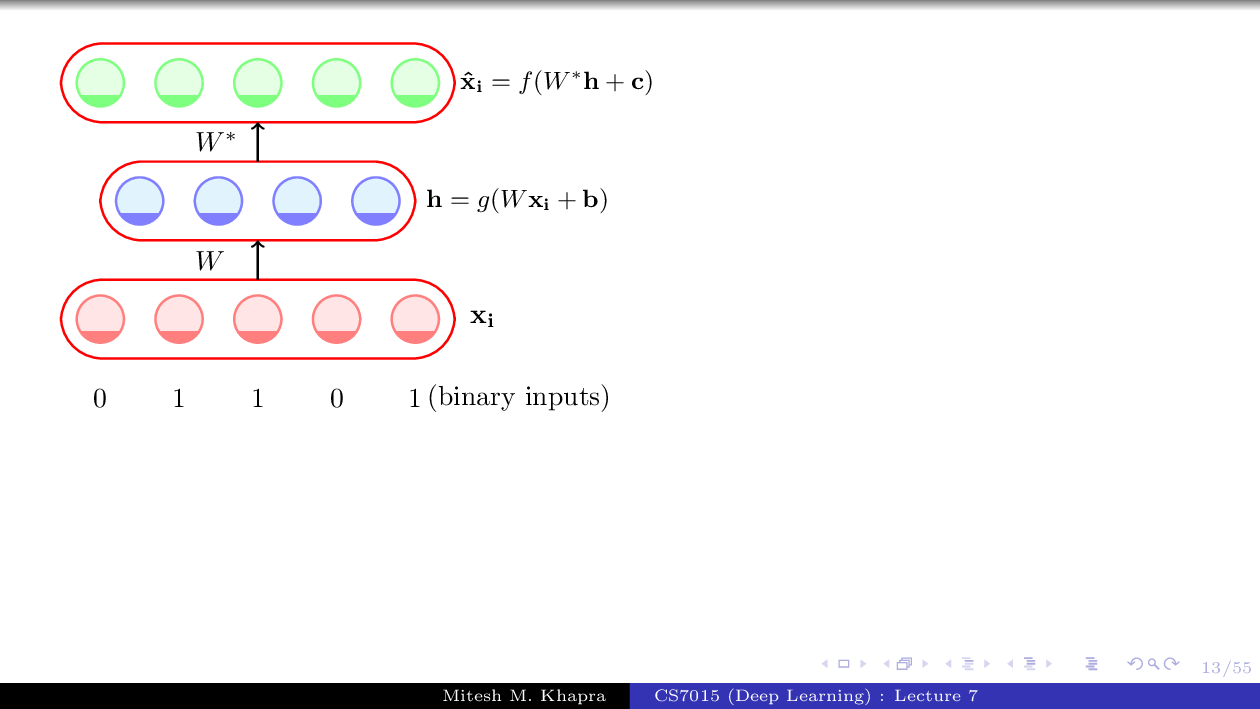 x̂ᵢ = f(W*h + c)
W*
h = g(Wxᵢ + b)
W
xᵢ
0 1 1 0 1 (binary inputs)
13/55
Mitesh M. Khapra CS7015 (Deep Learning) : Lecture 7